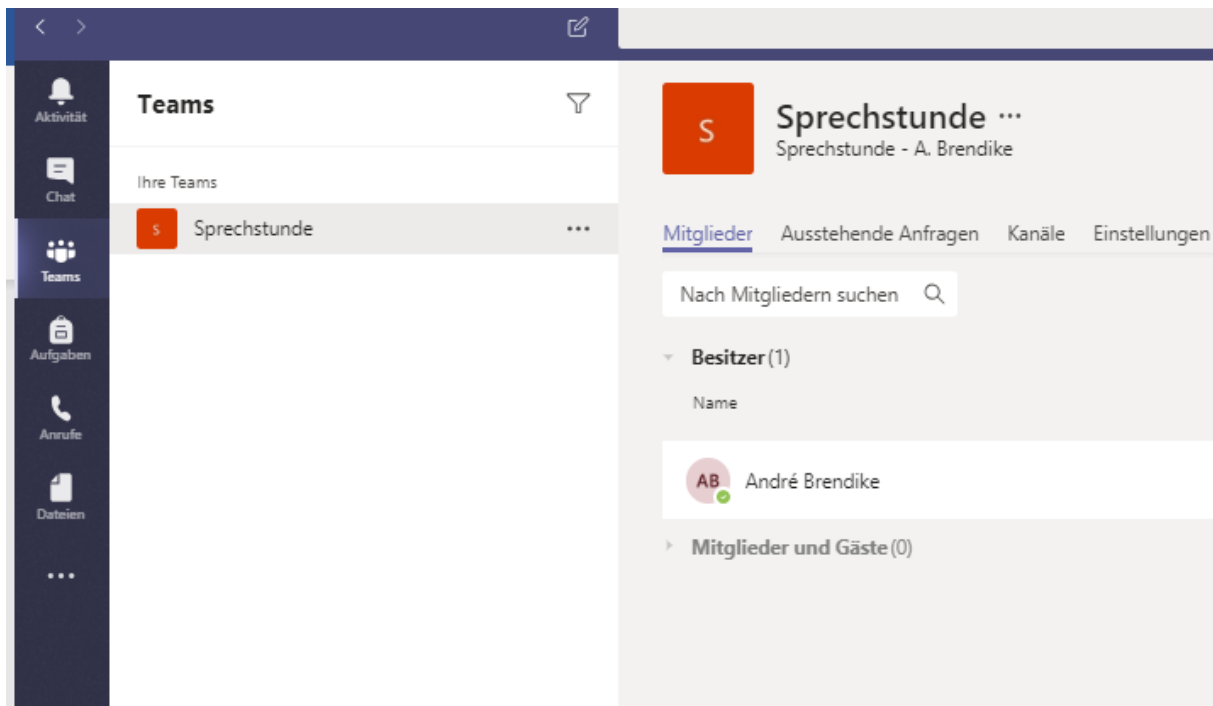 Aktivität
Chat
Teams
Aufgaben
Anrufe
Dateien
Teams
Ihre Teams
S Sprechstunde
S
Sprechstunde ...
Sprechstunde - A. Brendike
Mitglieder Ausstehende Anfragen Kanäle Einstellungen
Nach Mitgliedern suchen
Besitzer(1)
Name
AB André Brendike
Mitglieder und Gäste(0)